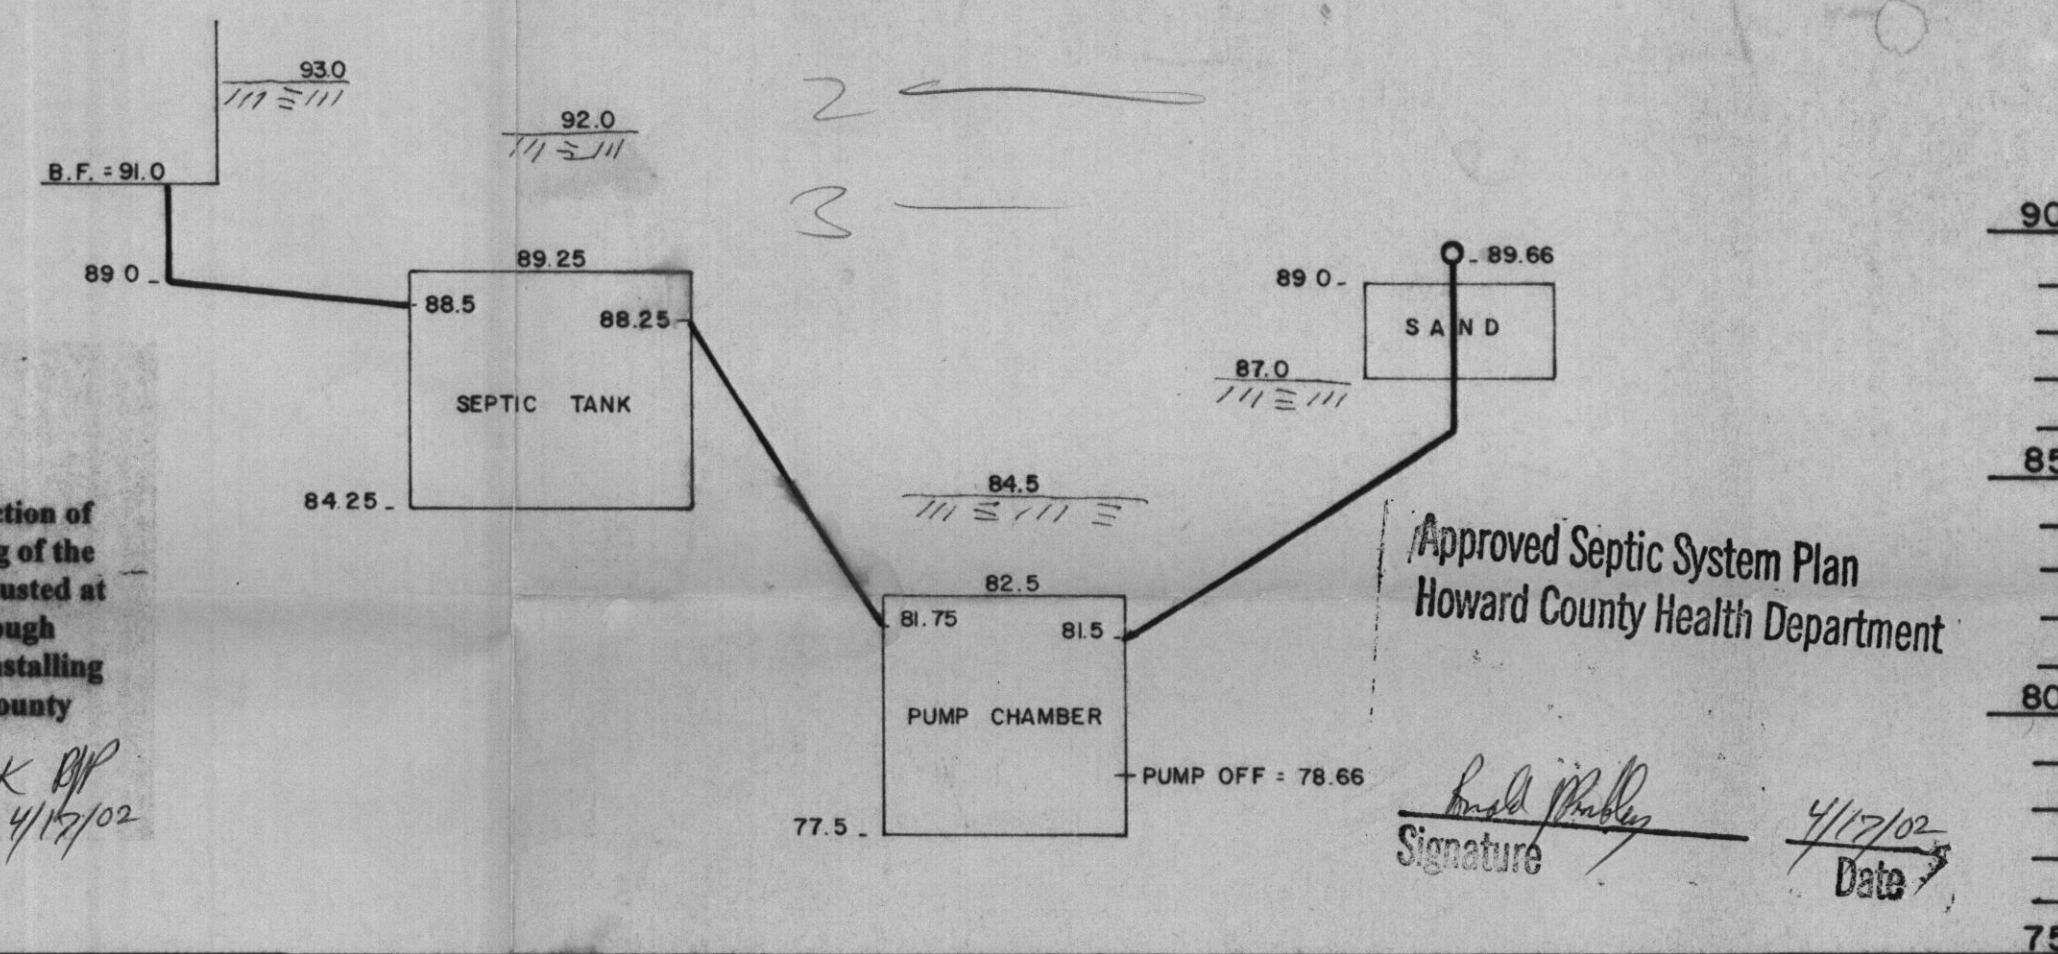 93.0
92.0
2
B.F. = 91.0
3
90
89.25
89.66
89 0
89 0
88.5
88.25
SAND
87.0
SEPTIC TANK
85
84.5
84.25
ction of
g of the
usted at
ough
nstalling
ounty
Approved Septic System Plan
Howard County Health Department
82.5
81.75
81.5
80
PUMP CHAMBER
K
4/17/02
PUMP OFF = 78.66
77.5
4/17/02
Signature
Date
75